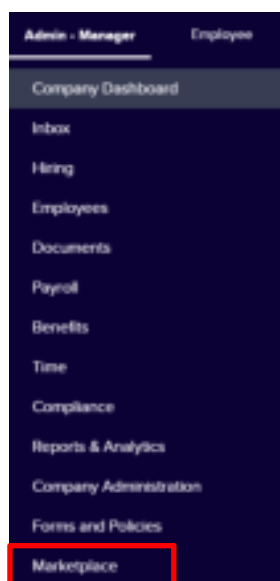 Admin - Manager Employee
Company Dashboard
Inbox
Hiring
Employees
Documents
Payroll
Benefits
Time
Compliance
Reports & Analytics
Company Administration
Forms and Policies
Marketplace